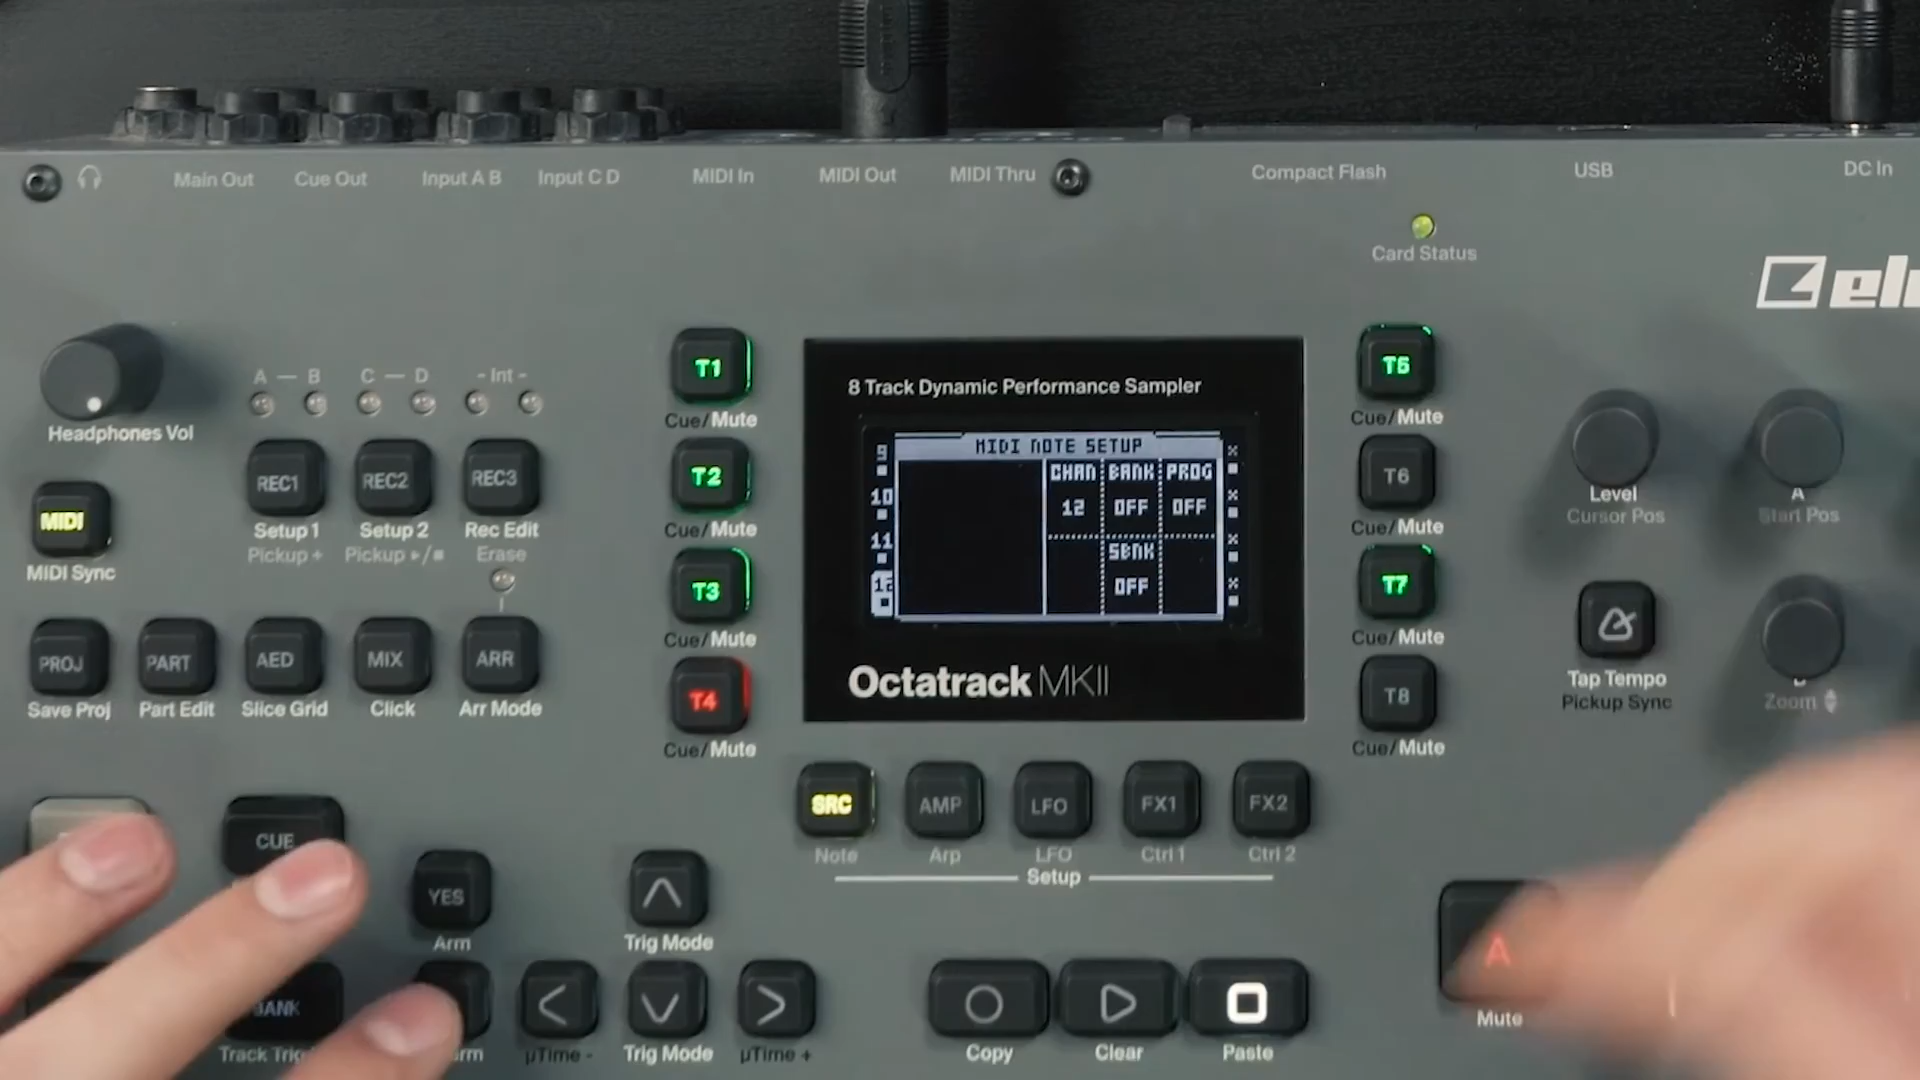 Main Out
Cue Out
Input A B
Input C D
MIDI In
MIDI Out
MIDI Thru
Compact Flash
USB
DC In
Card Status
Headphones Vol
A — B
C — D
- Int -
REC1
REC2
REC3
Setup 1
Setup 2
Rec Edit
Pickup +
Pickup ▸/■
Erase
MIDI
MIDI Sync
PROJ
PART
AED
MIX
ARR
Save Proj
Part Edit
Slice Grid
Click
Arr Mode
T1
Cue/Mute
T2
Cue/Mute
T3
Cue/Mute
T4
Cue/Mute
8 Track Dynamic Performance Sampler
MIDI NOTE SETUP
9
10
11
12
CHAN BANK PROG
12 OFF OFF
SBNK
OFF
Octatrack MKII
T5
Cue/Mute
T6
Cue/Mute
T7
Cue/Mute
T8
Cue/Mute
Level
Cursor Pos
A
Start Pos
Tap Tempo
Pickup Sync
Zoom
SRC
AMP
LFO
FX1
FX2
Note
Arp
LFO
Ctrl 1
Ctrl 2
Setup
CUE
YES
Arm
Trig Mode
BANK
µTime -
Trig Mode
µTime +
Copy
Clear
Paste
A
Mute